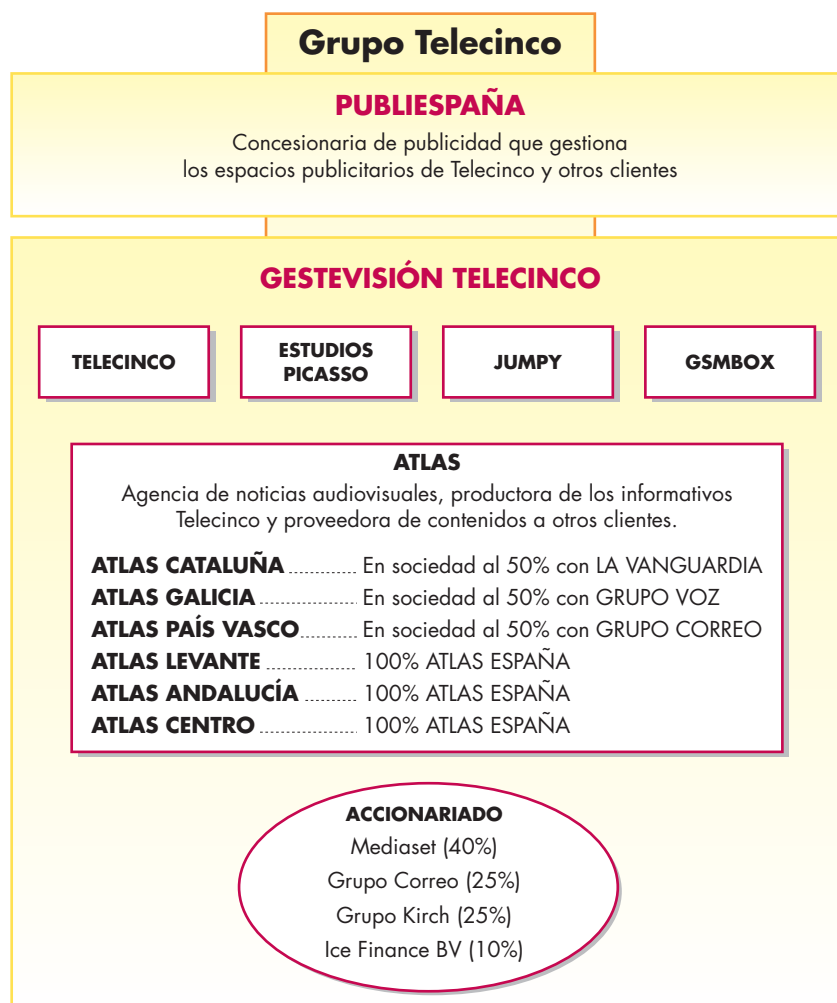 Grupo Telecinco
PUBLIESPAÑA
Concesionaria de publicidad que gestiona
los espacios publicitarios de Telecinco y otros clientes
GESTEVISIÓN TELECINCO
TELECINCO
ESTUDIOS
PICASSO
JUMPY
GSMBOX
ATLAS
Agencia de noticias audiovisuales, productora de los informativos
Telecinco y proveedora de contenidos a otros clientes.
ATLAS CATALUÑA ............ En sociedad al 50% con LA VANGUARDIA
ATLAS GALICIA ................. En sociedad al 50% con GRUPO VOZ
ATLAS PAÍS VASCO .......... En sociedad al 50% con GRUPO CORREO
ATLAS LEVANTE ................ 100% ATLAS ESPAÑA
ATLAS ANDALUCÍA ......... 100% ATLAS ESPAÑA
ATLAS CENTRO ................. 100% ATLAS ESPAÑA
ACCIONARIADO
Mediaset (40%)
Grupo Correo (25%)
Grupo Kirch (25%)
Ice Finance BV (10%)